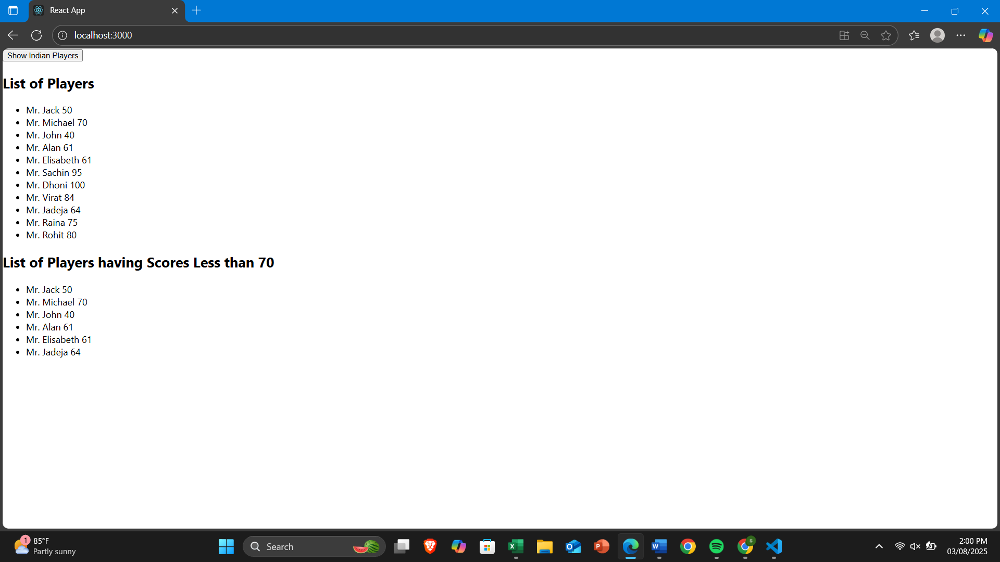 React App
localhost:3000
Show Indian Players
List of Players
Mr. Jack 50
Mr. Michael 70
Mr. John 40
Mr. Alan 61
Mr. Elisabeth 61
Mr. Sachin 95
Mr. Dhoni 100
Mr. Virat 84
Mr. Jadeja 64
Mr. Raina 75
Mr. Rohit 80
List of Players having Scores Less than 70
Mr. Jack 50
Mr. Michael 70
Mr. John 40
Mr. Alan 61
Mr. Elisabeth 61
Mr. Jadeja 64
1
85°F
Partly sunny
Search
S
2:00 PM
03/08/2025